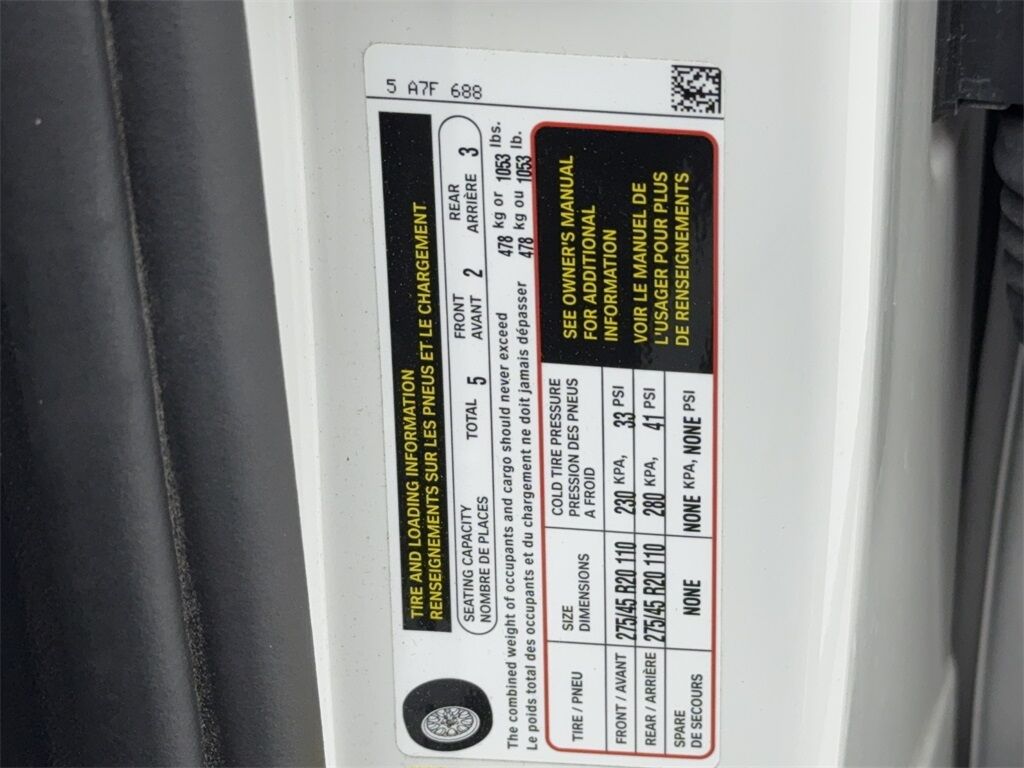 5 A7F 688
TIRE AND LOADING INFORMATION
RENSEIGNEMENTS SUR LES PNEUS ET LE CHARGEMENT
SEATING CAPACITY TOTAL 5 FRONT 2 REAR 3
NOMBRE DE PLACES AVANT ARRIÈRE
The combined weight of occupants and cargo should never exceed 478 kg or 1053 lbs.
Le poids total des occupants et du chargement ne doit jamais dépasser 478 kg ou 1053 lb.
TIRE / PNEU
SIZE
DIMENSIONS
COLD TIRE PRESSURE
PRESSION DES PNEUS
A FROID
FRONT / AVANT 275/45 R20 110 230 KPA, 33 PSI
REAR / ARRIÈRE 275/45 R20 110 280 KPA, 41 PSI
SPARE
DE SECOURS
NONE NONE KPA, NONE PSI
SEE OWNER'S MANUAL
FOR ADDITIONAL
INFORMATION
VOIR LE MANUEL DE
L'USAGER POUR PLUS
DE RENSEIGNEMENTS